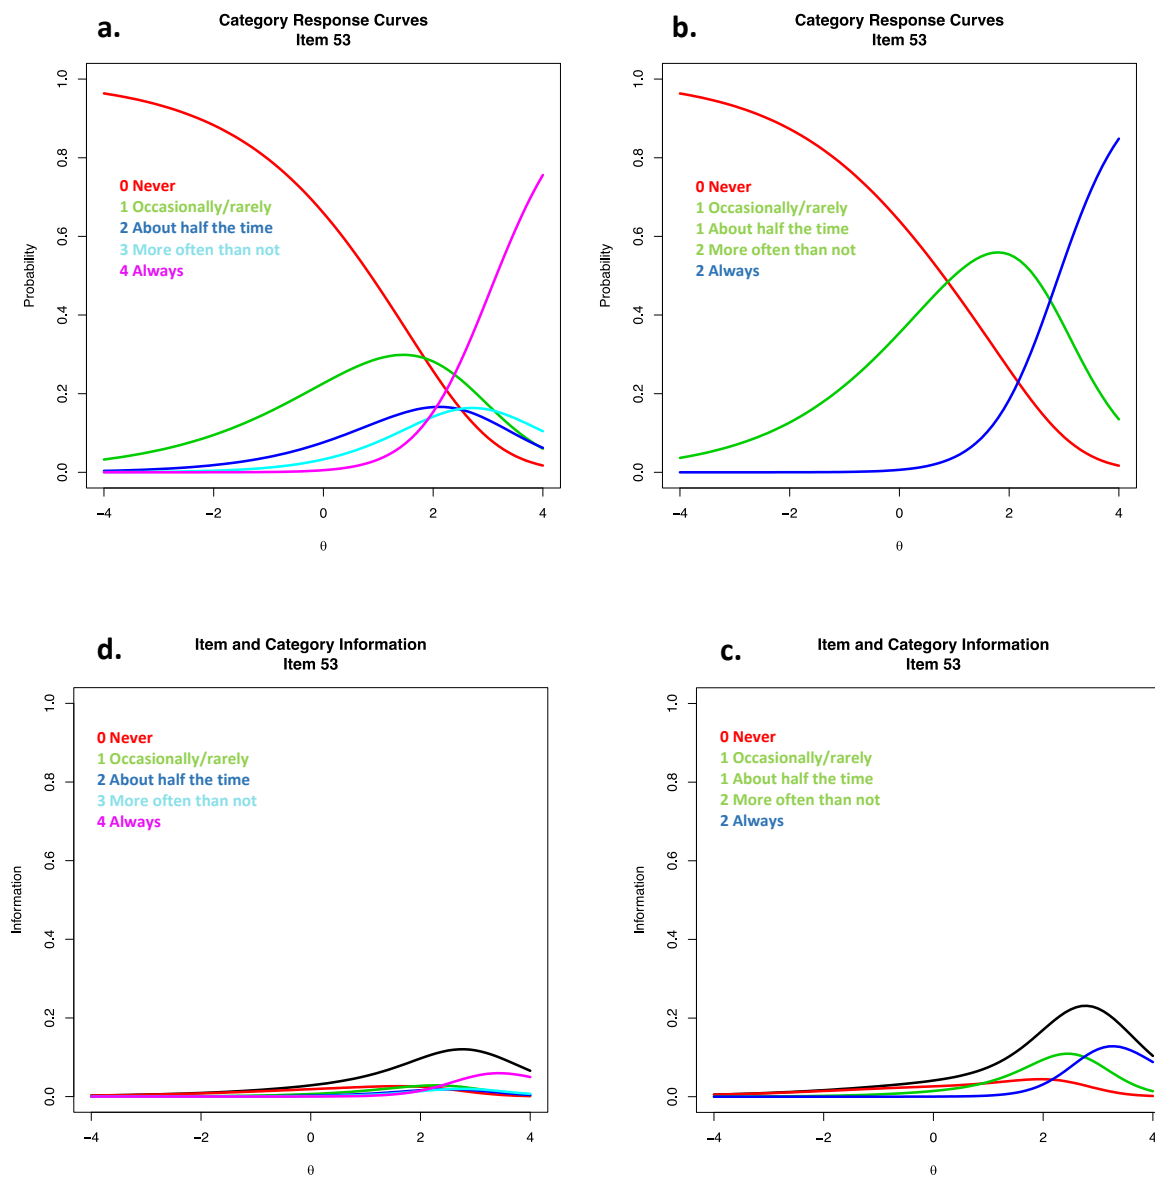 a.
Category Response Curves
Item 53
1.0
0.8
0.6
0.4
0.2
0.0
Probability
0 Never
1 Occasionally/rarely
2 About half the time
3 More often than not
4 Always
−4 −2 0 2 4
θ
b.
Category Response Curves
Item 53
1.0
0.8
0.6
0.4
0.2
0.0
Probability
0 Never
1 Occasionally/rarely
1 About half the time
2 More often than not
2 Always
−4 −2 0 2 4
θ
d.
Item and Category Information
Item 53
1.0
0.8
0.6
0.4
0.2
0.0
Information
0 Never
1 Occasionally/rarely
2 About half the time
3 More often than not
4 Always
−4 −2 0 2 4
θ
c.
Item and Category Information
Item 53
1.0
0.8
0.6
0.4
0.2
0.0
Information
0 Never
1 Occasionally/rarely
1 About half the time
2 More often than not
2 Always
−4 −2 0 2 4
θ